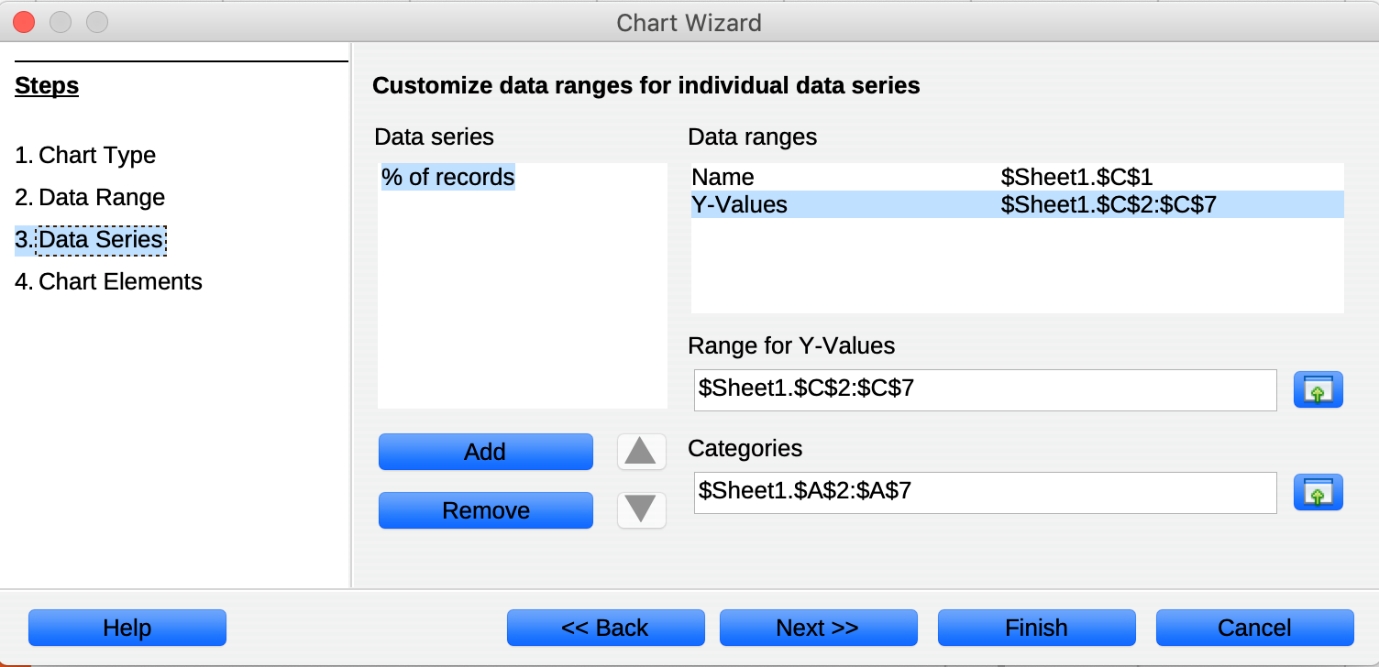 Chart Wizard
Steps
1. Chart Type
2. Data Range
3. Data Series
4. Chart Elements
Customize data ranges for individual data series
Data series
% of records
Add
Remove
Data ranges
Name $Sheet1.$C$1
Y-Values $Sheet1.$C$2:$C$7
Range for Y-Values
$Sheet1.$C$2:$C$7
Categories
$Sheet1.$A$2:$A$7
Help << Back Next >> Finish Cancel